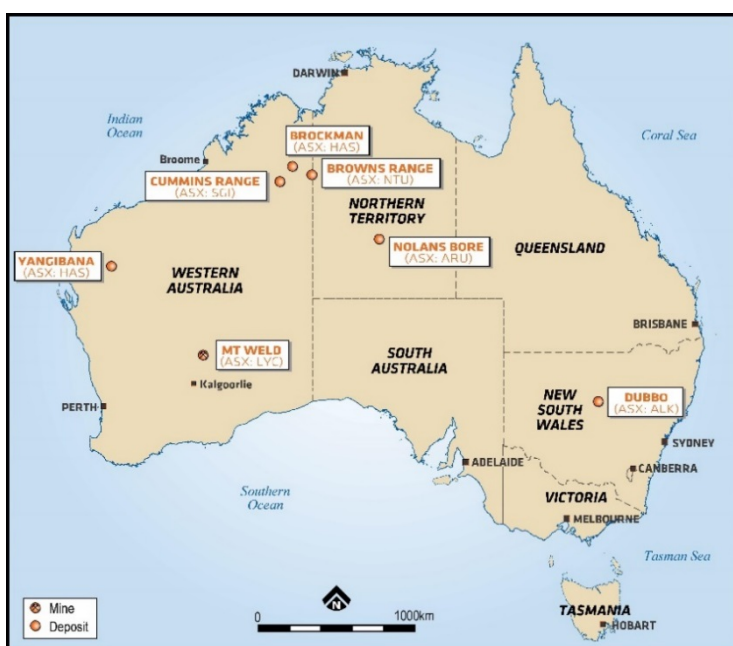 DARWIN
Indian
Ocean
Coral Sea
BROCKMAN
(ASX: HAS)
Broome
BROWNS RANGE
(ASX: NTU)
CUMMINS RANGE
(ASX: SGI)
NORTHERN
TERRITORY
NOLANS BORE
(ASX: ARU)
QUEENSLAND
YANGIBANA
(ASX: HAS)
WESTERN
AUSTRALIA
BRISBANE
MT WELD
(ASX: LYC)
SOUTH
AUSTRALIA
Kalgoorlie
NEW
SOUTH
WALES
DUBBO
(ASX: ALK)
PERTH
SYDNEY
ADELAIDE
CANBERRA
Southern
Ocean
VICTORIA
MELBOURNE
Tasman Sea
Mine
Deposit
N
0
1000km
TASMANIA
HOBART